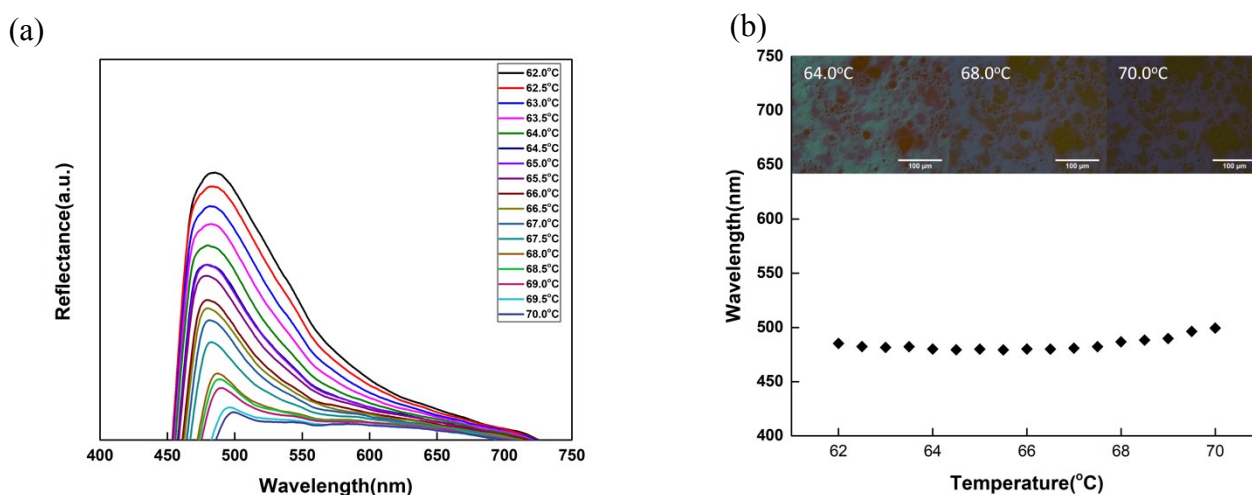 (a)
Reflectance(a.u.)
62.0°C
62.5°C
63.0°C
63.5°C
64.0°C
64.5°C
65.0°C
65.5°C
66.0°C
66.5°C
67.0°C
67.5°C
68.0°C
68.5°C
69.0°C
69.5°C
70.0°C
400 450 500 550 600 650 700 750
Wavelength(nm)
(b)
Wavelength(nm)
750
700
650
600
550
500
450
400
64.0°C 68.0°C 70.0°C
100 µm 100 µm 100 µm
62 64 66 68 70
Temperature(°C)